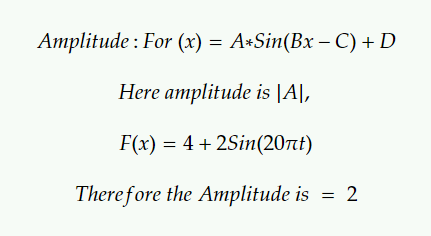 Amplitude : For (x) = A*Sin(Bx − C) + D
Here amplitude is |A|,
F(x) = 4 + 2Sin(20πt)
Therefore the Amplitude is = 2